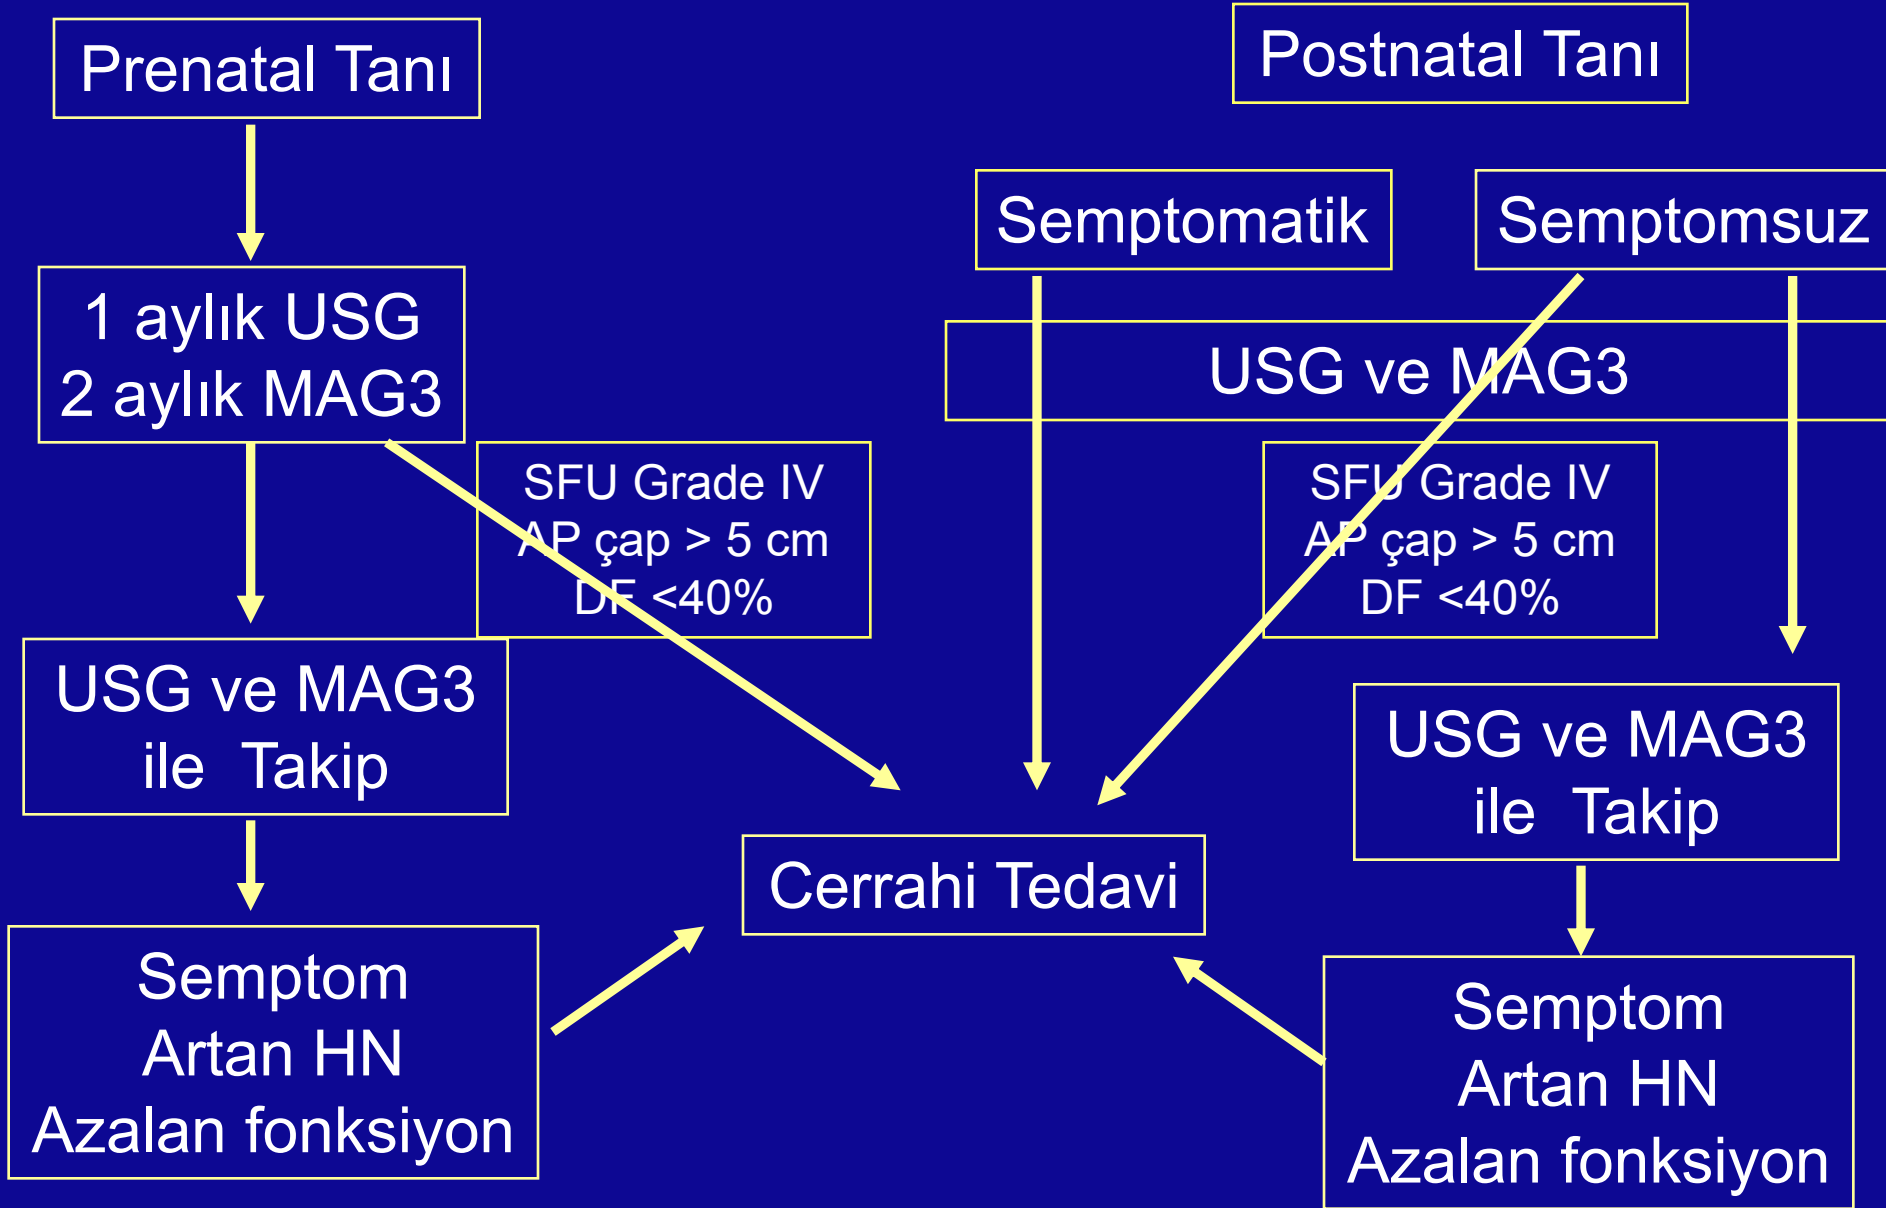 Prenatal Tanı
Postnatal Tanı
Semptomatik
Semptomsuz
1 aylık USG
2 aylık MAG3
USG ve MAG3
SFU Grade IV
AP çap > 5 cm
DF <40%
SFU Grade IV
AP çap > 5 cm
DF <40%
USG ve MAG3
ile  Takip
USG ve MAG3
ile  Takip
Cerrahi Tedavi
Semptom
Artan HN
Azalan fonksiyon
Semptom
Artan HN
Azalan fonksiyon